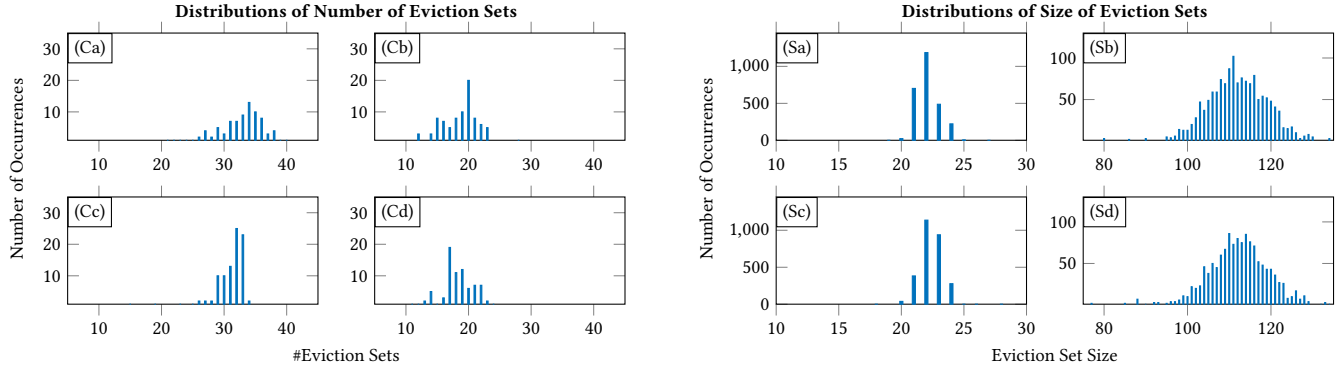 Distributions of Number of Eviction Sets
Distributions of Size of Eviction Sets
Number of Occurrences
(Ca)
30
20
10
10 20 30 40
(Cb)
30
20
10
10 20 30 40
(Cc)
30
20
10
10 20 30 40
(Cd)
30
20
10
10 20 30 40
#Eviction Sets
Number of Occurrences
(Sa)
1,000
500
0
10 15 20 25 30
(Sb)
100
50
80 100 120
(Sc)
1,000
500
0
10 15 20 25 30
(Sd)
100
50
80 100 120
Eviction Set Size